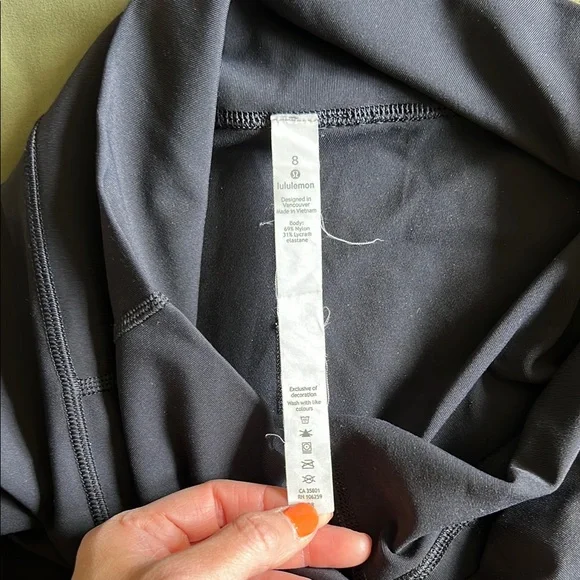 8
lululemon
Designed in
Vancouver
Made in Vietnam
Body:
69% Nylon
31% Lycra®
elastane
Exclusive of
decoration
Wash with like
colours
CA 35801
RN 106259